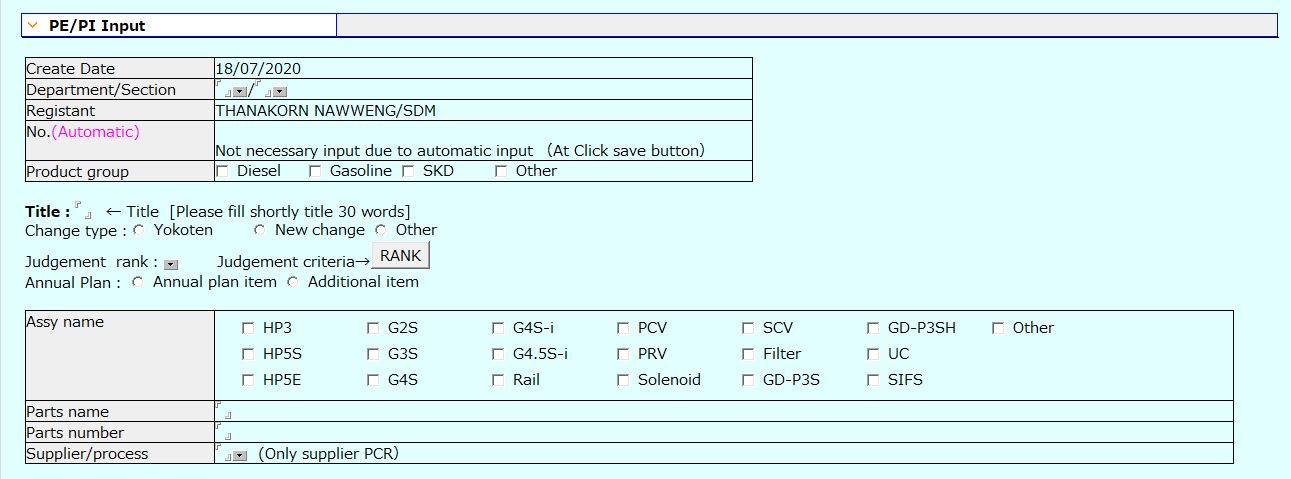 PE/PI Input
Create Date 18/07/2020
Department/Section /
Registant THANAKORN NAWWENG/SDM
No.(Automatic)
Not necessary input due to automatic input （At Click save button）
Product group Diesel Gasoline SKD Other
Title : ← Title [Please fill shortly title 30 words]
Change type : Yokoten New change Other
Judgement rank : Judgement criteria→ RANK
Annual Plan : Annual plan item Additional item
Assy name HP3 G2S G4S-i PCV SCV GD-P3SH Other
HP5S G3S G4.5S-i PRV Filter UC
HP5E G4S Rail Solenoid GD-P3S SIFS
Parts name
Parts number
Supplier/process （Only supplier PCR）